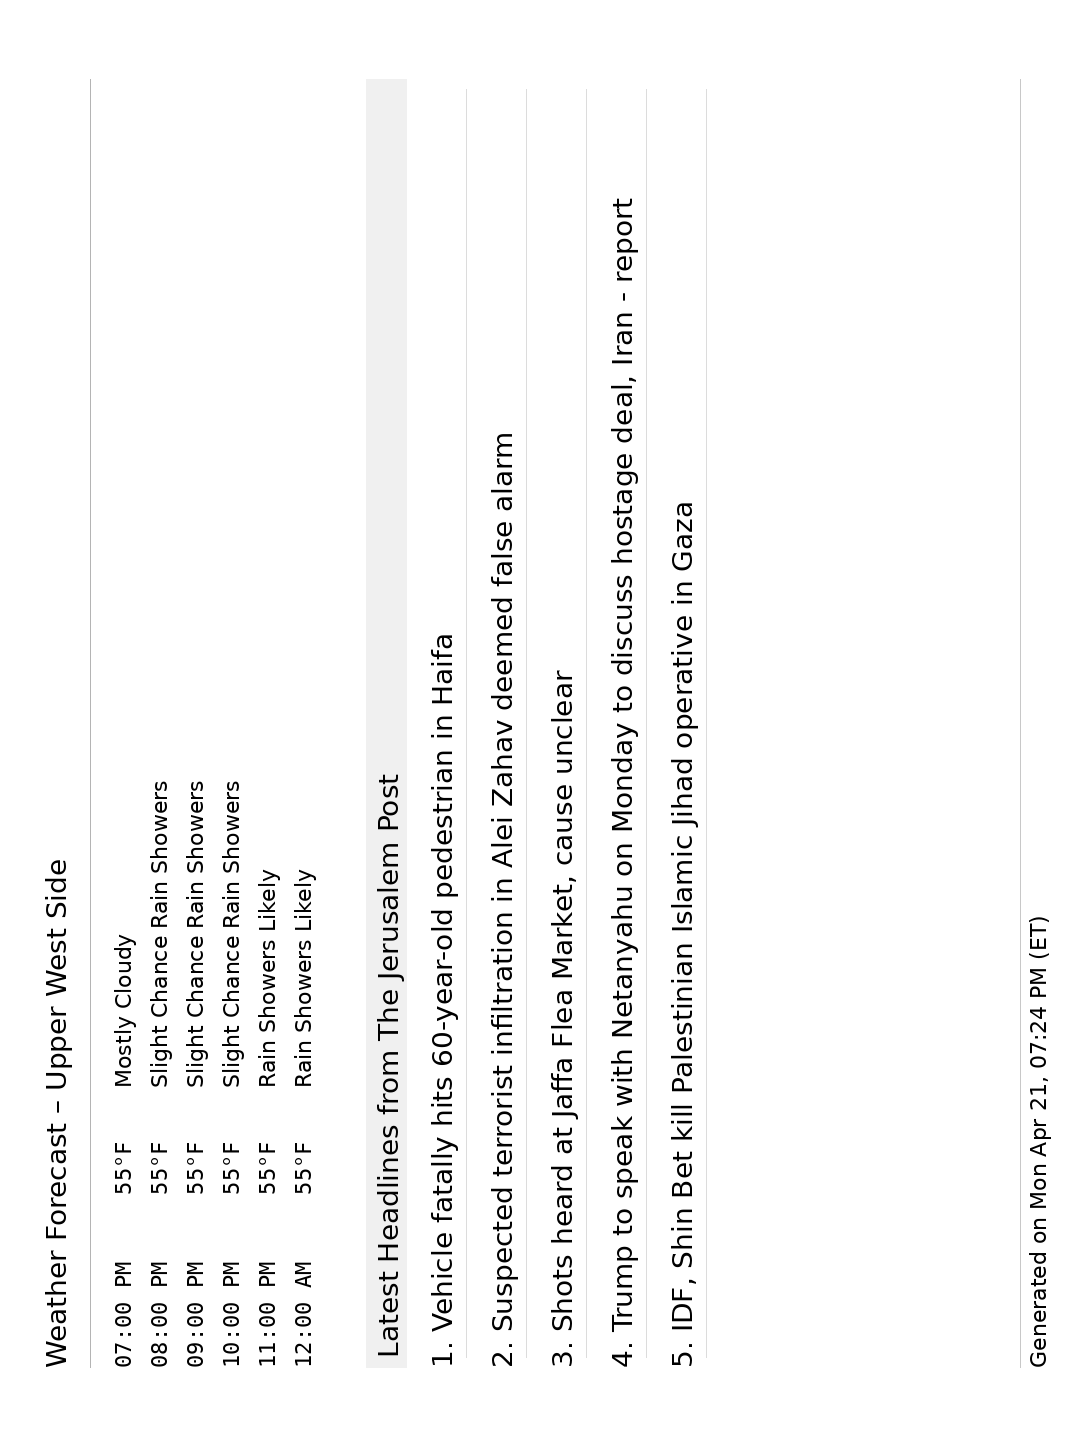 Weather Forecast – Upper West Side
07:00 PM 55°F Mostly Cloudy
08:00 PM 55°F Slight Chance Rain Showers
09:00 PM 55°F Slight Chance Rain Showers
10:00 PM 55°F Slight Chance Rain Showers
11:00 PM 55°F Rain Showers Likely
12:00 AM 55°F Rain Showers Likely
Latest Headlines from The Jerusalem Post
1. Vehicle fatally hits 60-year-old pedestrian in Haifa
2. Suspected terrorist infiltration in Alei Zahav deemed false alarm
3. Shots heard at Jaffa Flea Market, cause unclear
4. Trump to speak with Netanyahu on Monday to discuss hostage deal, Iran - report
5. IDF, Shin Bet kill Palestinian Islamic Jihad operative in Gaza
Generated on Mon Apr 21, 07:24 PM (ET)